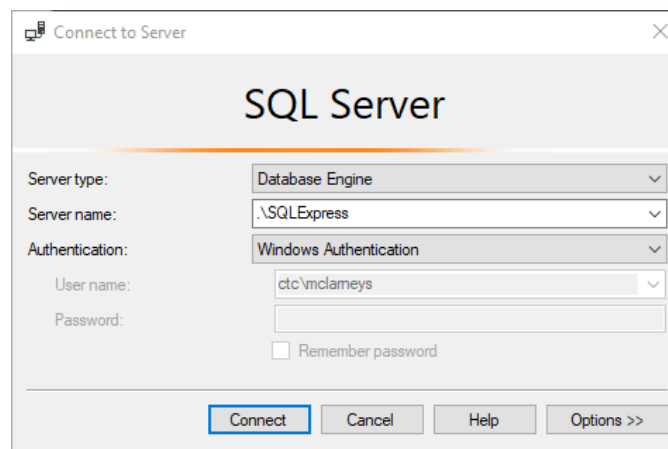 Connect to Server
SQL Server
Server type: Database Engine
Server name: .\SQLExpress
Authentication: Windows Authentication
User name: ctc\mclarneys
Password:
Remember password
Connect Cancel Help Options >>